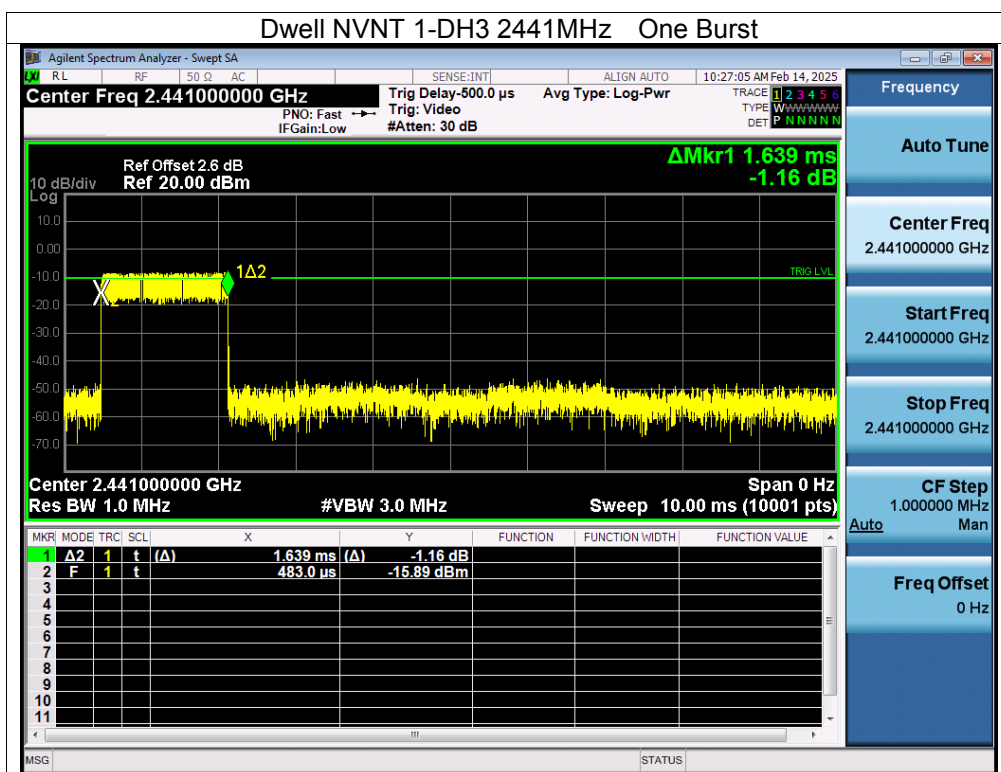 Dwell NVNT 1-DH3 2441MHz One Burst
Agilent Spectrum Analyzer - Swept SA
LXI RL RF 50 Ω AC SENSE:INT ALIGN AUTO 10:27:05 AM Feb 14, 2025
Center Freq 2.441000000 GHz Trig Delay-500.0 µs Avg Type: Log-Pwr TRACE 1 2 3 4 5 6
PNO: Fast Trig: Video TYPE WWWWWW
IFGain:Low #Atten: 30 dB DET P N N N N N
ΔMkr1 1.639 ms
-1.16 dB
Ref Offset 2.6 dB
10 dB/div Ref 20.00 dBm
Log
10.0
0.00
-10.0
-20.0
-30.0
-40.0
-50.0
-60.0
-70.0
1Δ2
TRIG LVL
X2
Center 2.441000000 GHz Span 0 Hz
Res BW 1.0 MHz #VBW 3.0 MHz Sweep 10.00 ms (10001 pts)
MKR MODE TRC SCL X Y FUNCTION FUNCTION WIDTH FUNCTION VALUE
1 Δ2 1 t (Δ) 1.639 ms (Δ) -1.16 dB
2 F 1 t 483.0 µs -15.89 dBm
3
4
5
6
7
8
9
10
11
MSG STATUS
Frequency
Auto Tune
Center Freq
2.441000000 GHz
Start Freq
2.441000000 GHz
Stop Freq
2.441000000 GHz
CF Step
1.000000 MHz
Auto Man
Freq Offset
0 Hz